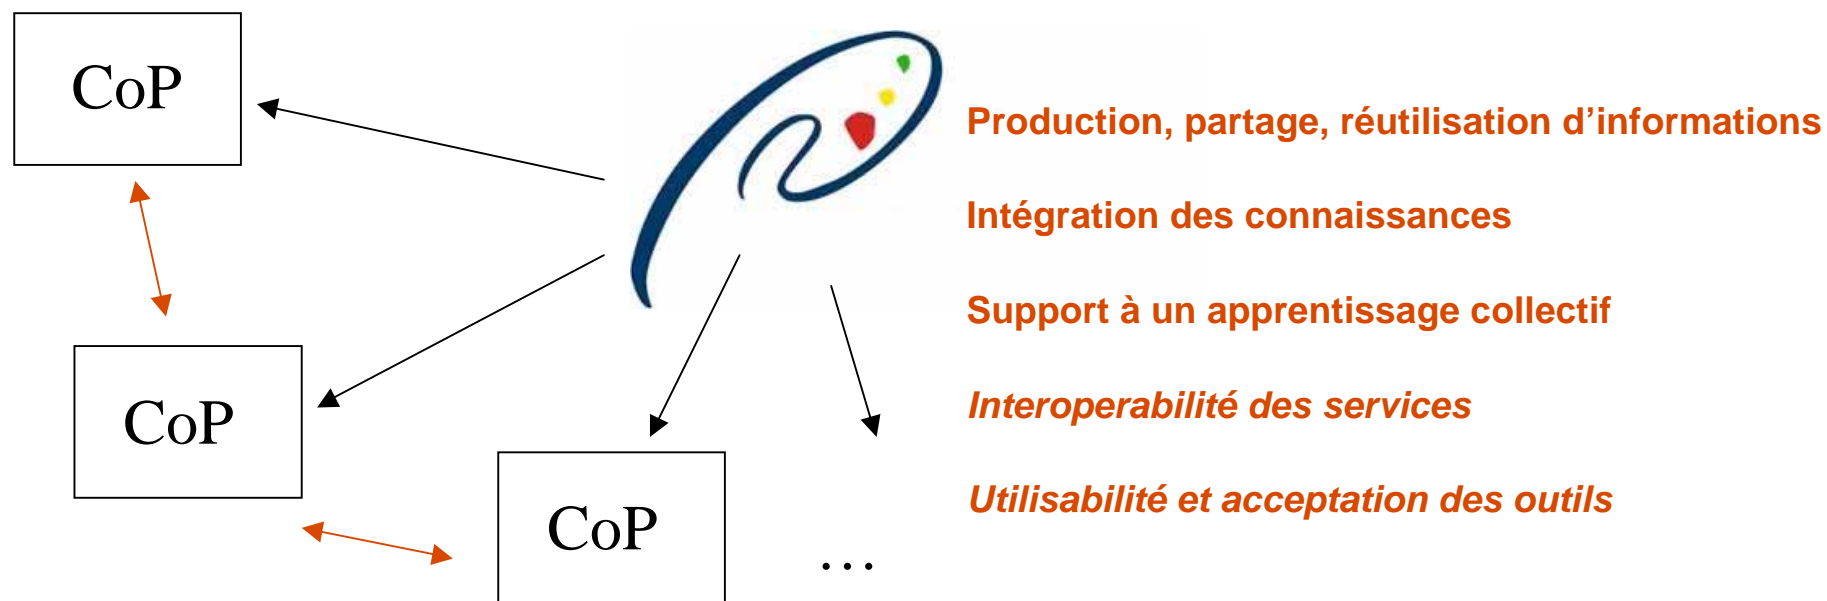 CoP
Production, partage, réutilisation d’informations
Intégration des connaissances
Support à un apprentissage collectif
CoP
Interoperabilité des services
Utilisabilité et acceptation des outils
CoP
…